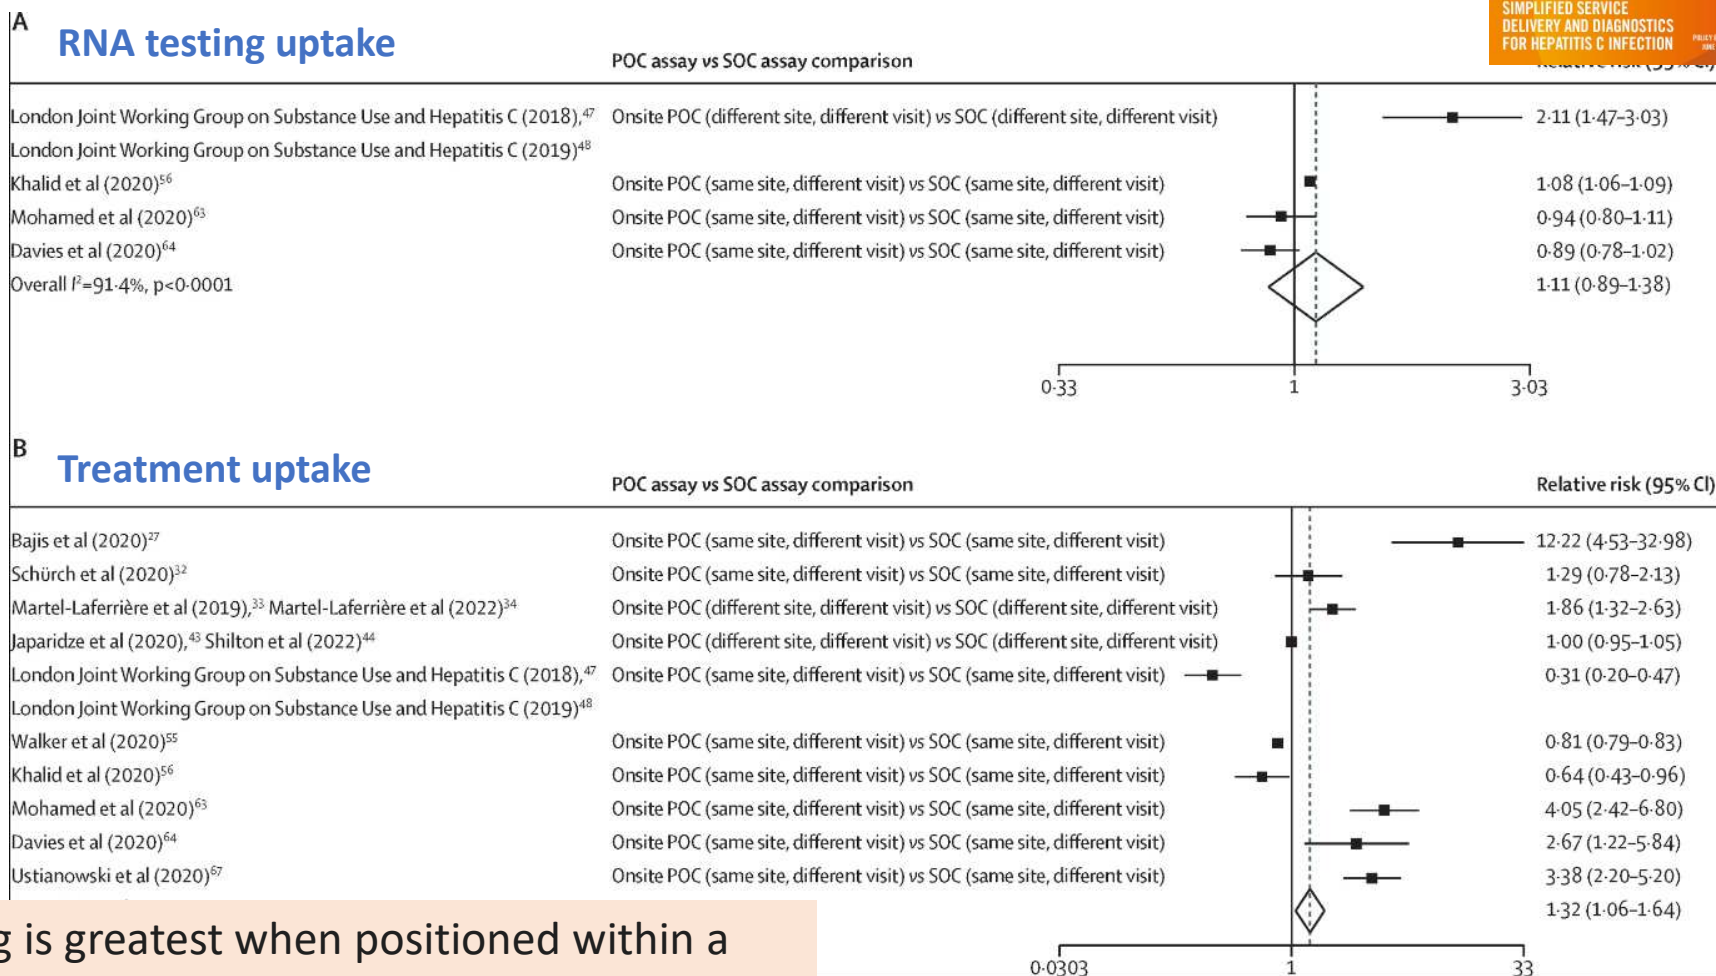 A
RNA testing uptake
SIMPLIFIED SERVICE
DELIVERY AND DIAGNOSTICS
FOR HEPATITIS C INFECTION
POC assay vs SOC assay comparison
London Joint Working Group on Substance Use and Hepatitis C (2018),47 Onsite POC (different site, different visit) vs SOC (different site, different visit) 2·11 (1·47–3·03)
London Joint Working Group on Substance Use and Hepatitis C (2019)48
Khalid et al (2020)56 Onsite POC (same site, different visit) vs SOC (same site, different visit) 1·08 (1·06–1·09)
Mohamed et al (2020)63 Onsite POC (same site, different visit) vs SOC (same site, different visit) 0·94 (0·80–1·11)
Davies et al (2020)64 Onsite POC (same site, different visit) vs SOC (same site, different visit) 0·89 (0·78–1·02)
Overall I²=91·4%, p<0·0001 1·11 (0·89–1·38)
0·33 1 3·03
B
Treatment uptake
POC assay vs SOC assay comparison Relative risk (95% CI)
Bajis et al (2020)27 Onsite POC (same site, different visit) vs SOC (same site, different visit) 12·22 (4·53–32·98)
Schürch et al (2020)32 Onsite POC (same site, different visit) vs SOC (same site, different visit) 1·29 (0·78–2·13)
Martel-Laferrière et al (2019),33 Martel-Laferrière et al (2022)34 Onsite POC (different site, different visit) vs SOC (different site, different visit) 1·86 (1·32–2·63)
Japaridze et al (2020),43 Shilton et al (2022)44 Onsite POC (different site, different visit) vs SOC (different site, different visit) 1·00 (0·95–1·05)
London Joint Working Group on Substance Use and Hepatitis C (2018),47 Onsite POC (same site, different visit) vs SOC (same site, different visit) 0·31 (0·20–0·47)
London Joint Working Group on Substance Use and Hepatitis C (2019)48
Walker et al (2020)55 Onsite POC (same site, different visit) vs SOC (same site, different visit) 0·81 (0·79–0·83)
Khalid et al (2020)56 Onsite POC (same site, different visit) vs SOC (same site, different visit) 0·64 (0·43–0·96)
Mohamed et al (2020)63 Onsite POC (same site, different visit) vs SOC (same site, different visit) 4·05 (2·42–6·80)
Davies et al (2020)64 Onsite POC (same site, different visit) vs SOC (same site, different visit) 2·67 (1·22–5·84)
Ustianowski et al (2020)67 Onsite POC (same site, different visit) vs SOC (same site, different visit) 3·38 (2·20–5·20)
1·32 (1·06–1·64)
g is greatest when positioned within a
0·0303 1 33